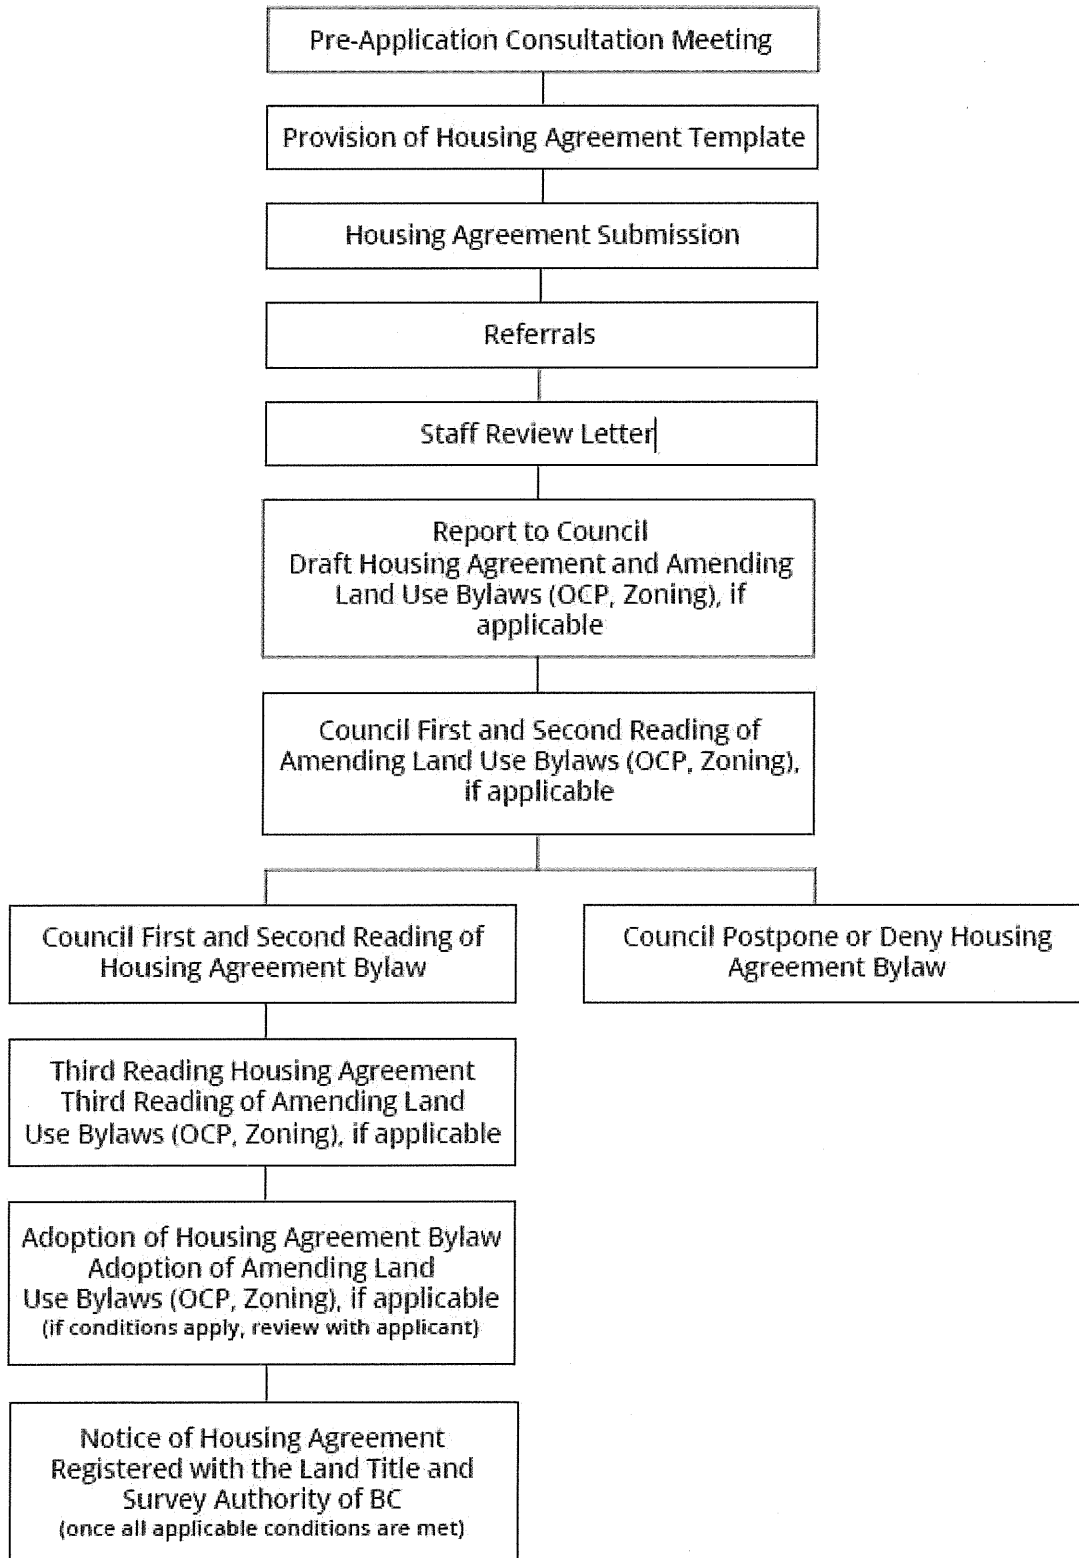 Pre-Application Consultation Meeting
Provision of Housing Agreement Template
Housing Agreement Submission
Referrals
Staff Review Letter
Report to Council
Draft Housing Agreement and Amending
Land Use Bylaws (OCP, Zoning), if
applicable
Council First and Second Reading of
Amending Land Use Bylaws (OCP, Zoning),
if applicable
Council First and Second Reading of
Housing Agreement Bylaw
Council Postpone or Deny Housing
Agreement Bylaw
Third Reading Housing Agreement
Third Reading of Amending Land
Use Bylaws (OCP, Zoning), if applicable
Adoption of Housing Agreement Bylaw
Adoption of Amending Land
Use Bylaws (OCP, Zoning), if applicable
(if conditions apply, review with applicant)
Notice of Housing Agreement
Registered with the Land Title and
Survey Authority of BC
(once all applicable conditions are met)